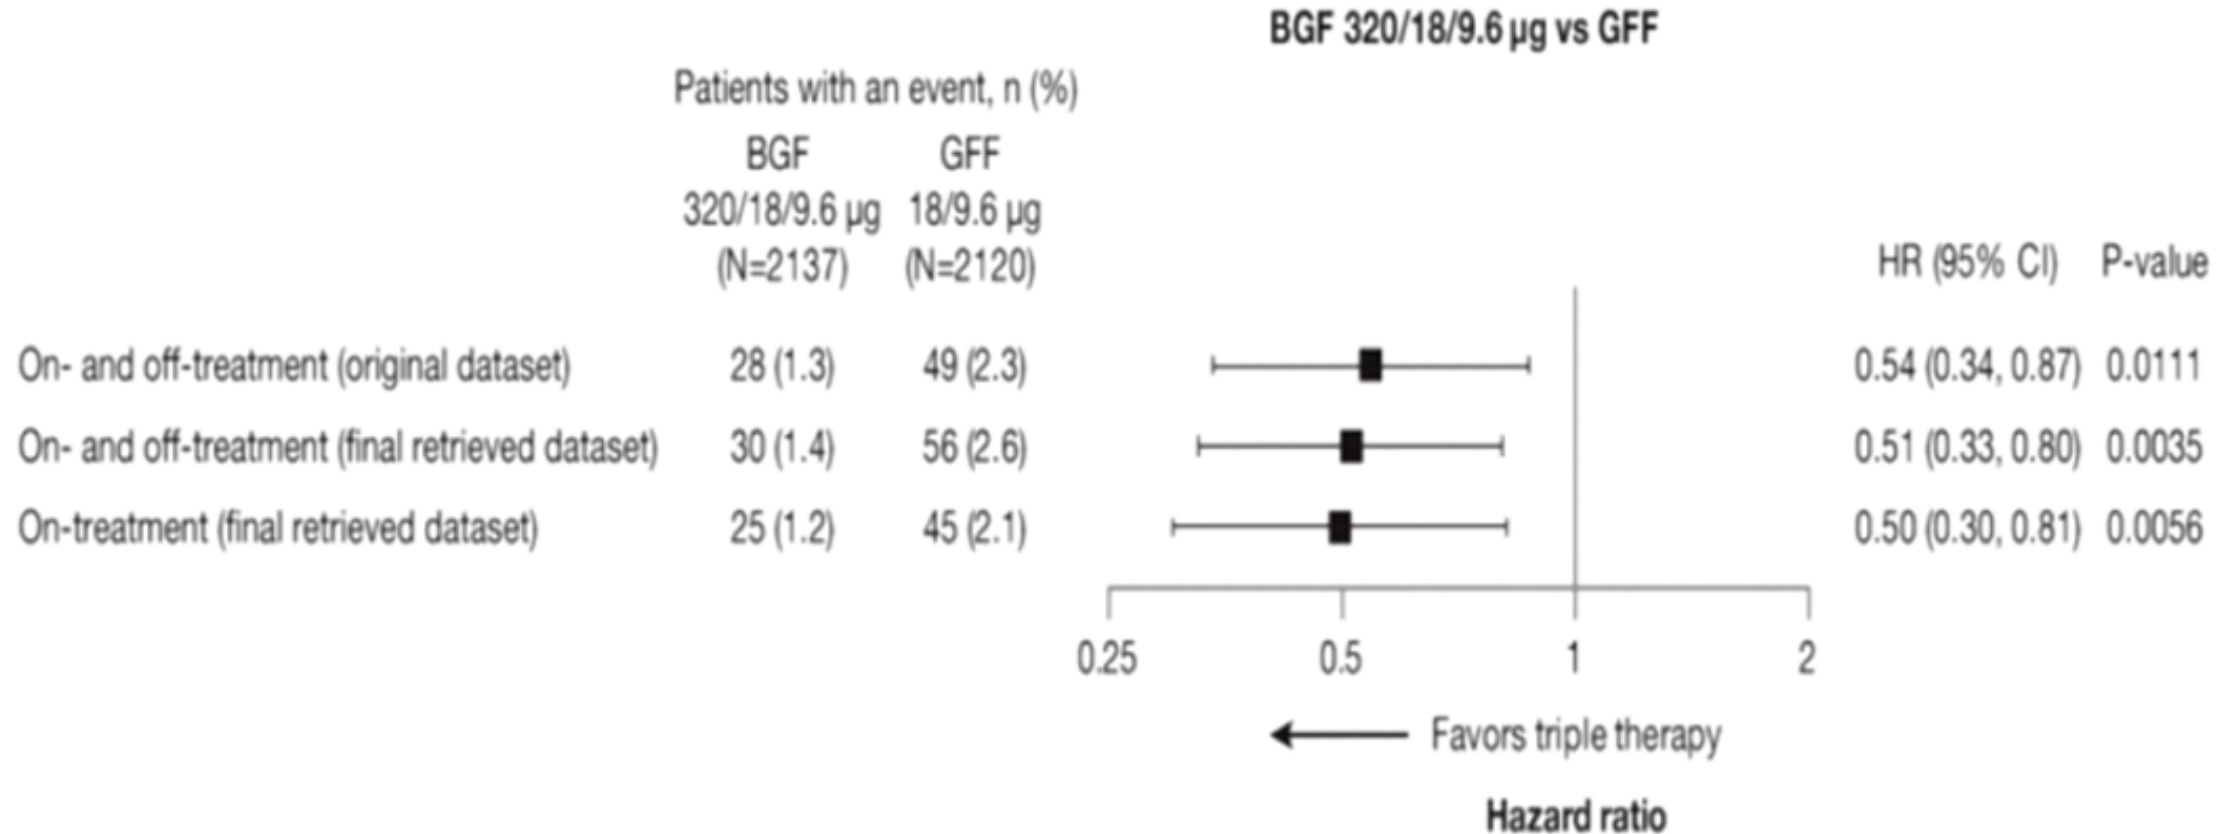 BGF 320/18/9.6 µg vs GFF
Patients with an event, n (%)
BGF GFF
320/18/9.6 µg 18/9.6 µg
(N=2137) (N=2120)
HR (95% CI) P-value
On- and off-treatment (original dataset) 28 (1.3) 49 (2.3) 0.54 (0.34, 0.87) 0.0111
On- and off-treatment (final retrieved dataset) 30 (1.4) 56 (2.6) 0.51 (0.33, 0.80) 0.0035
On-treatment (final retrieved dataset) 25 (1.2) 45 (2.1) 0.50 (0.30, 0.81) 0.0056
0.25 0.5 1 2
Favors triple therapy
Hazard ratio